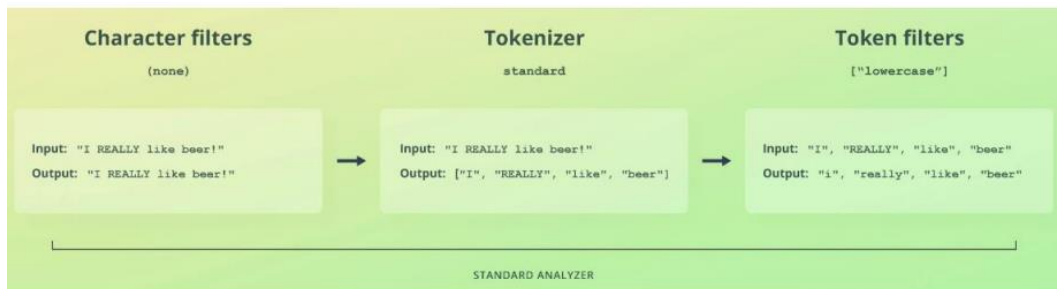 Character filters
(none)
Input: "I REALLY like beer!"
Output: "I REALLY like beer!"
Tokenizer
standard
Input: "I REALLY like beer!"
Output: ["I", "REALLY", "like", "beer"]
Token filters
["lowercase"]
Input: "I", "REALLY", "like", "beer"
Output: "i", "really", "like", "beer"
STANDARD ANALYZER